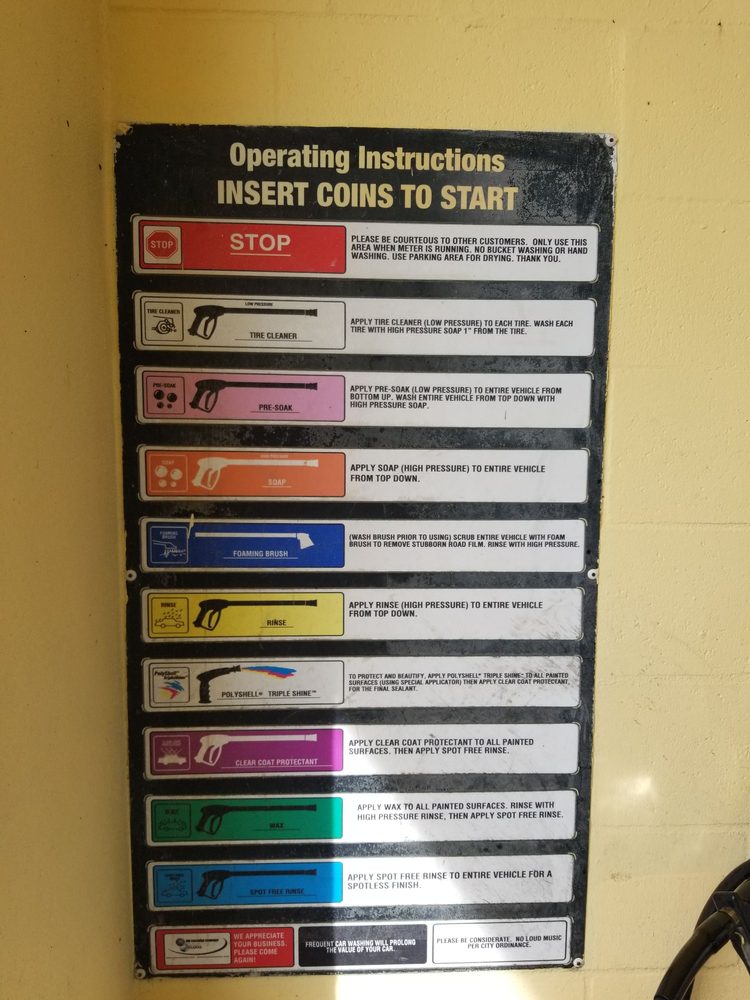 Operating Instructions
INSERT COINS TO START
STOP
STOP
PLEASE BE COURTEOUS TO OTHER CUSTOMERS. ONLY USE THIS
AREA WHEN METER IS RUNNING. NO BUCKET WASHING OR HAND
WASHING. USE PARKING AREA FOR DRYING. THANK YOU.
TIRE CLEANER
LOW PRESSURE
TIRE CLEANER
APPLY TIRE CLEANER (LOW PRESSURE) TO EACH TIRE. WASH EACH
TIRE WITH HIGH PRESSURE SOAP 1" FROM THE TIRE.
PRE-SOAK
PRE-SOAK
APPLY PRE-SOAK (LOW PRESSURE) TO ENTIRE VEHICLE FROM
BOTTOM UP. WASH ENTIRE VEHICLE FROM TOP DOWN WITH
HIGH PRESSURE SOAP.
SOAP
HIGH PRESSURE
SOAP
APPLY SOAP (HIGH PRESSURE) TO ENTIRE VEHICLE
FROM TOP DOWN.
FOAMING
BRUSH
FOAMING BRUSH
(WASH BRUSH PRIOR TO USING) SCRUB ENTIRE VEHICLE WITH FOAM
BRUSH TO REMOVE STUBBORN ROAD FILM. RINSE WITH HIGH PRESSURE.
RINSE
RINSE
APPLY RINSE (HIGH PRESSURE) TO ENTIRE VEHICLE
FROM TOP DOWN.
PolyShell
POLYSHELL® TRIPLE SHINE™
TO PROTECT AND BEAUTIFY, APPLY POLYSHELL® TRIPLE SHINE™ TO ALL PAINTED
SURFACES (USING SPECIAL APPLICATOR) THEN APPLY CLEAR COAT PROTECTANT,
FOR THE FINAL SEALANT.
CLEAR COAT PROTECTANT
APPLY CLEAR COAT PROTECTANT TO ALL PAINTED
SURFACES. THEN APPLY SPOT FREE RINSE.
WAX
WAX
APPLY WAX TO ALL PAINTED SURFACES. RINSE WITH
HIGH PRESSURE RINSE, THEN APPLY SPOT FREE RINSE.
SPOT FREE RINSE
APPLY SPOT FREE RINSE TO ENTIRE VEHICLE FOR A
SPOTLESS FINISH.
WE APPRECIATE
YOUR BUSINESS.
PLEASE COME
AGAIN!
FREQUENT CAR WASHING WILL PROLONG
THE VALUE OF YOUR CAR.
PLEASE BE CONSIDERATE. NO LOUD MUSIC
PER CITY ORDINANCE.